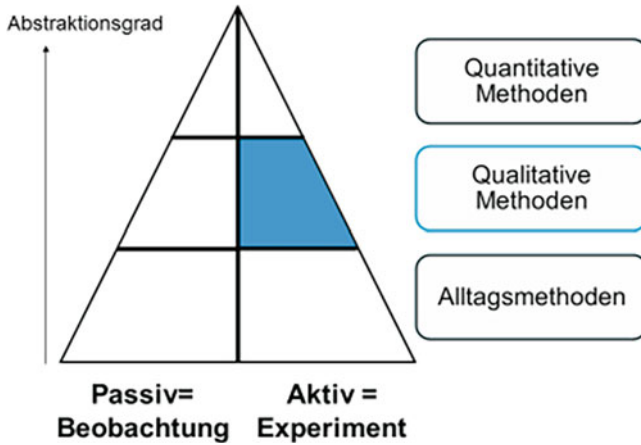 Abstraktionsgrad
Quantitative
Methoden
Qualitative
Methoden
Alltagsmethoden
Passiv=
Beobachtung
Aktiv =
Experiment